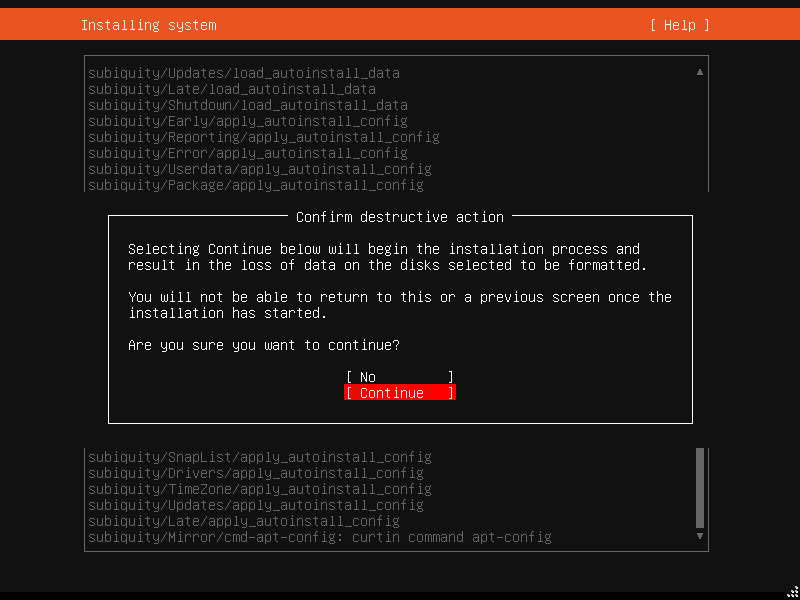 Installing system [ Help ]
subiquity/Updates/load_autoinstall_data
subiquity/Late/load_autoinstall_data
subiquity/Shutdown/load_autoinstall_data
subiquity/Early/apply_autoinstall_config
subiquity/Reporting/apply_autoinstall_config
subiquity/Error/apply_autoinstall_config
subiquity/Userdata/apply_autoinstall_config
subiquity/Package/apply_autoinstall_config
Confirm destructive action
Selecting Continue below will begin the installation process and
result in the loss of data on the disks selected to be formatted.
You will not be able to return to this or a previous screen once the
installation has started.
Are you sure you want to continue?
[ No ]
[ Continue ]
subiquity/SnapList/apply_autoinstall_config
subiquity/Drivers/apply_autoinstall_config
subiquity/TimeZone/apply_autoinstall_config
subiquity/Updates/apply_autoinstall_config
subiquity/Late/apply_autoinstall_config
subiquity/Mirror/cmd-apt-config: curtin command apt-config